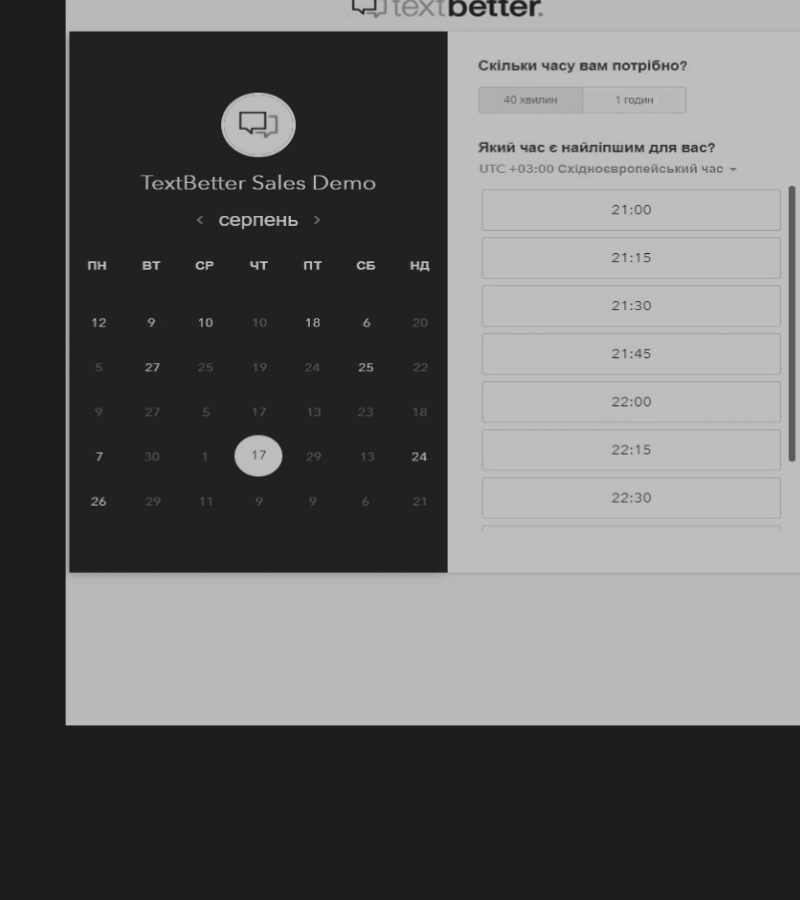 textbetter.
TextBetter Sales Demo
< серпень >
ПН ВТ СР ЧТ ПТ СБ НД
12 9 10 10 18 6 20
5 27 25 19 24 25 22
9 27 5 17 13 23 18
7 30 1 17 29 13 24
26 29 11 9 9 6 21
Скільки часу вам потрібно?
40 хвилин 1 годин
Який час є найліпшим для вас?
UTC +03:00 Східноєвропейський час
21:00
21:15
21:30
21:45
22:00
22:15
22:30